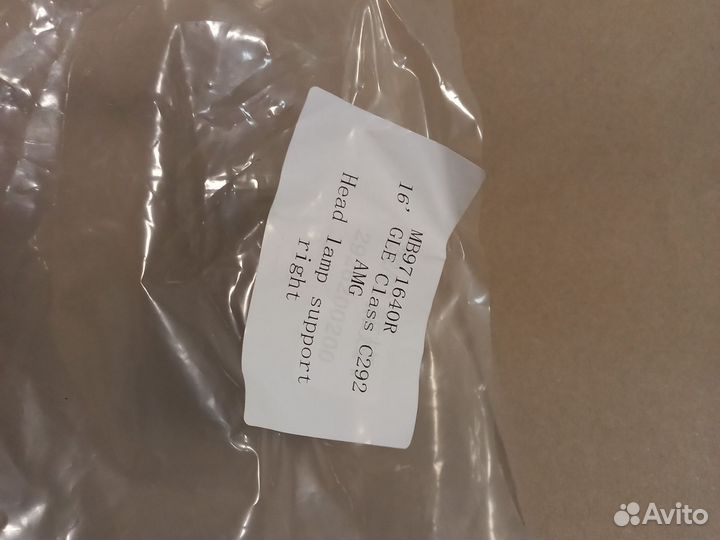 MB971640R
16' GLE Class C292
AMG
Head lamp support
right
Avito